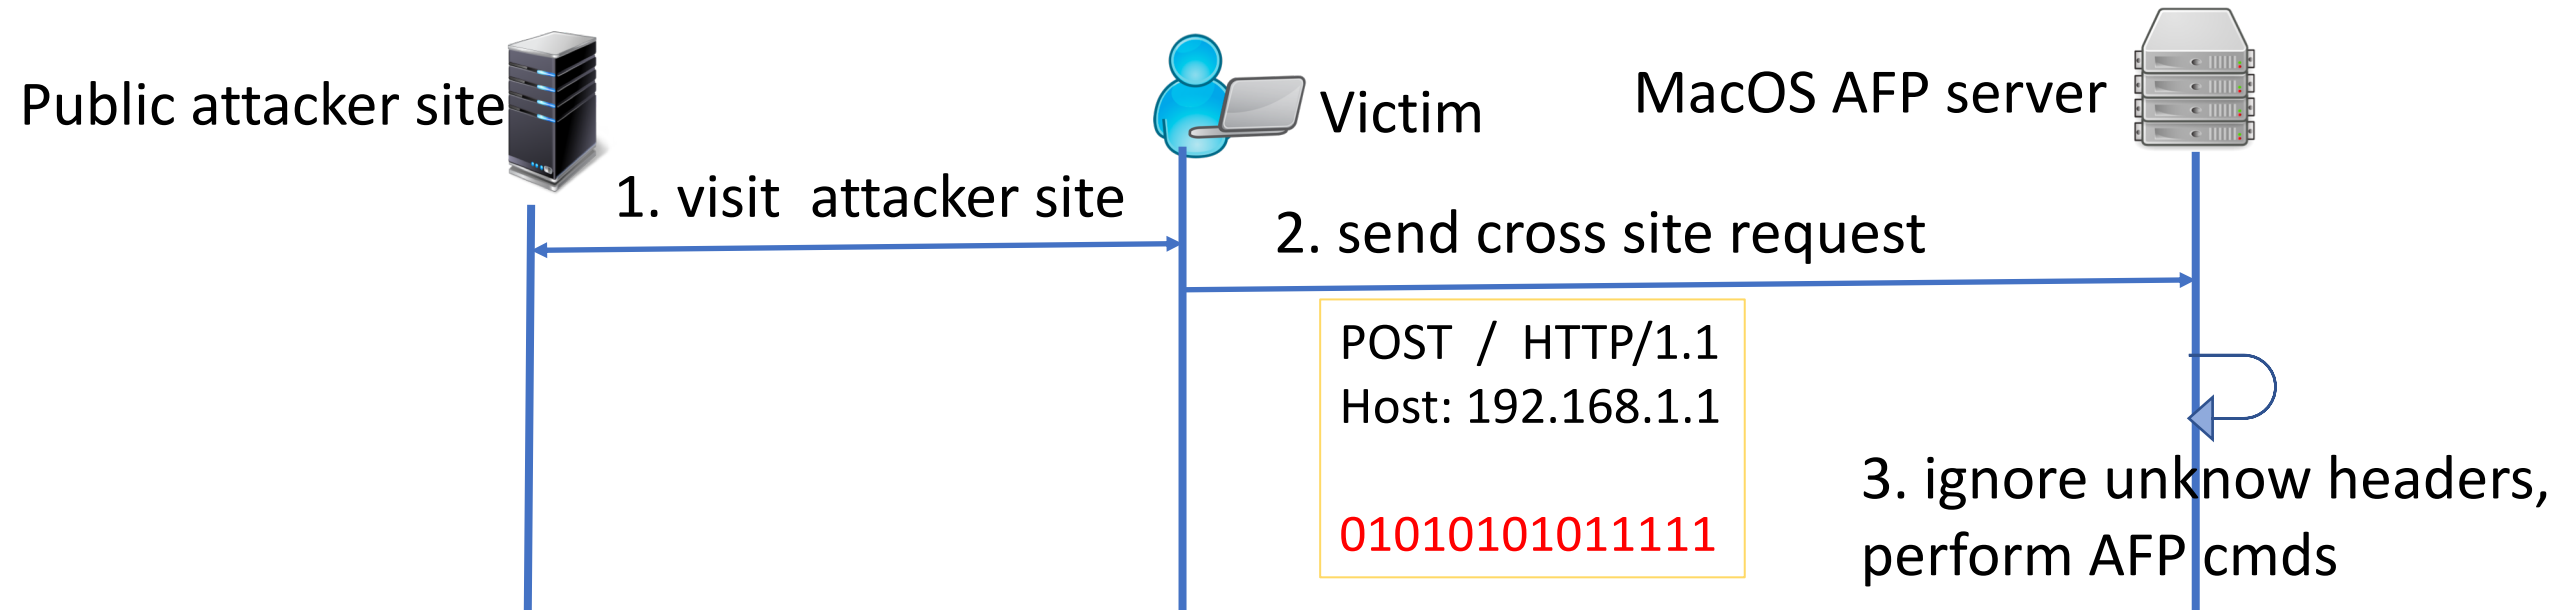 Public attacker site
Victim
MacOS AFP server
1. visit  attacker site
2. send cross site request
POST  /  HTTP/1.1
Host: 192.168.1.1
01010101011111
3. ignore unknow headers,
perform AFP cmds